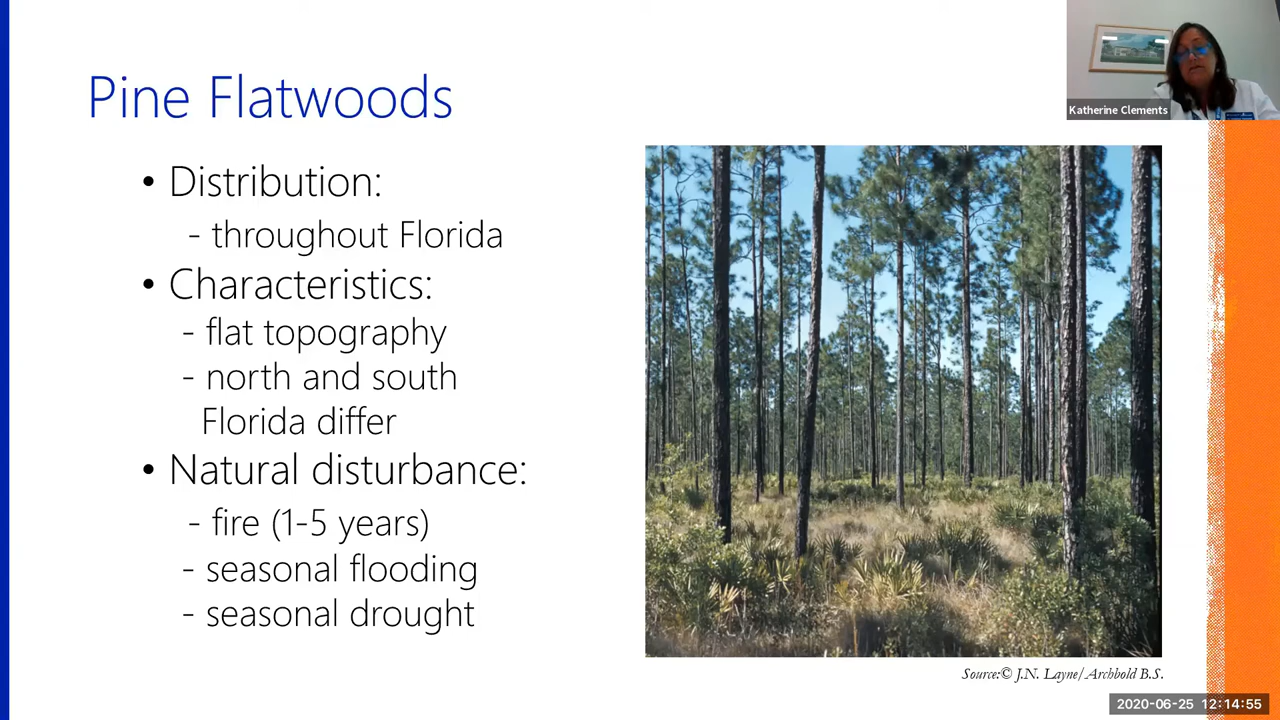 Pine Flatwoods
• Distribution:
- throughout Florida
• Characteristics:
- flat topography
- north and south
Florida differ
• Natural disturbance:
- fire (1-5 years)
- seasonal flooding
- seasonal drought
Katherine Clements
Source:© J.N. Layne/ Archbold B.S.
2020-06-25 12:14:55